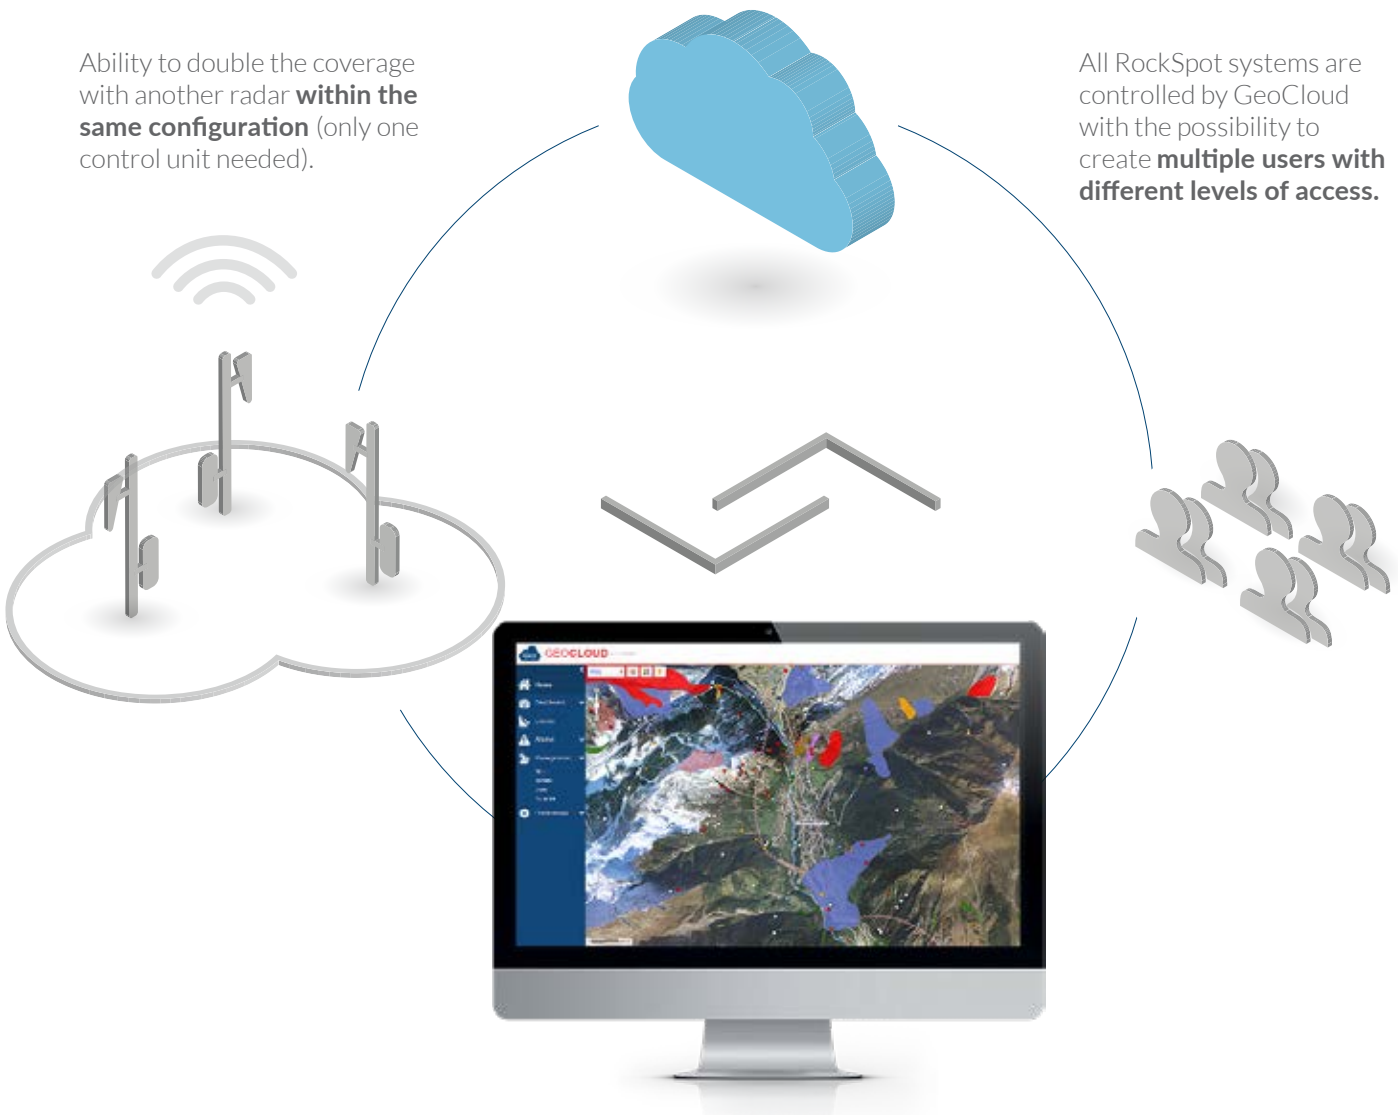 Ability to double the coverage
with another radar within the
same configuration (only one
control unit needed).
All RockSpot systems are
controlled by GeoCloud
with the possibility to
create multiple users with
different levels of access.
GEOCLOUD
Home